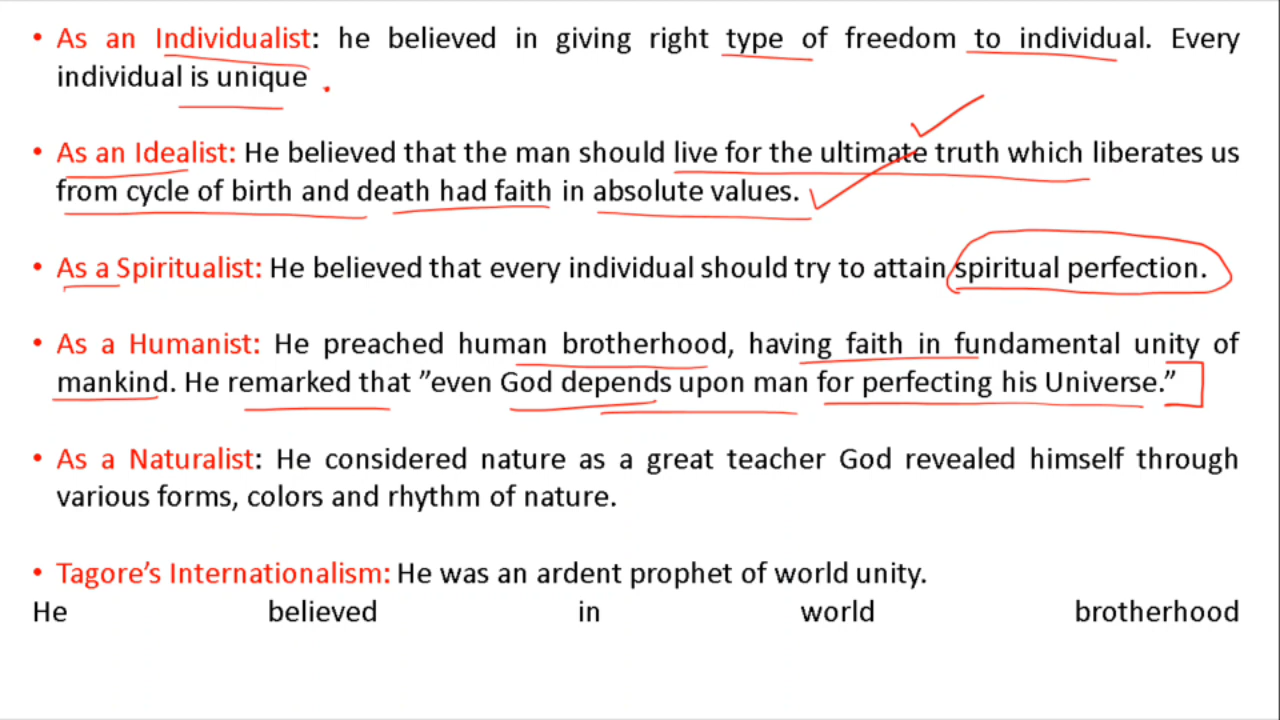 • As an Individualist: he believed in giving right type of freedom to individual. Every
individual is unique .
• As an Idealist: He believed that the man should live for the ultimate truth which liberates us
from cycle of birth and death had faith in absolute values.
• As a Spiritualist: He believed that every individual should try to attain spiritual perfection.
• As a Humanist: He preached human brotherhood, having faith in fundamental unity of
mankind. He remarked that ”even God depends upon man for perfecting his Universe.”
• As a Naturalist: He considered nature as a great teacher God revealed himself through
various forms, colors and rhythm of nature.
• Tagore’s Internationalism: He was an ardent prophet of world unity.
He believed in world brotherhood